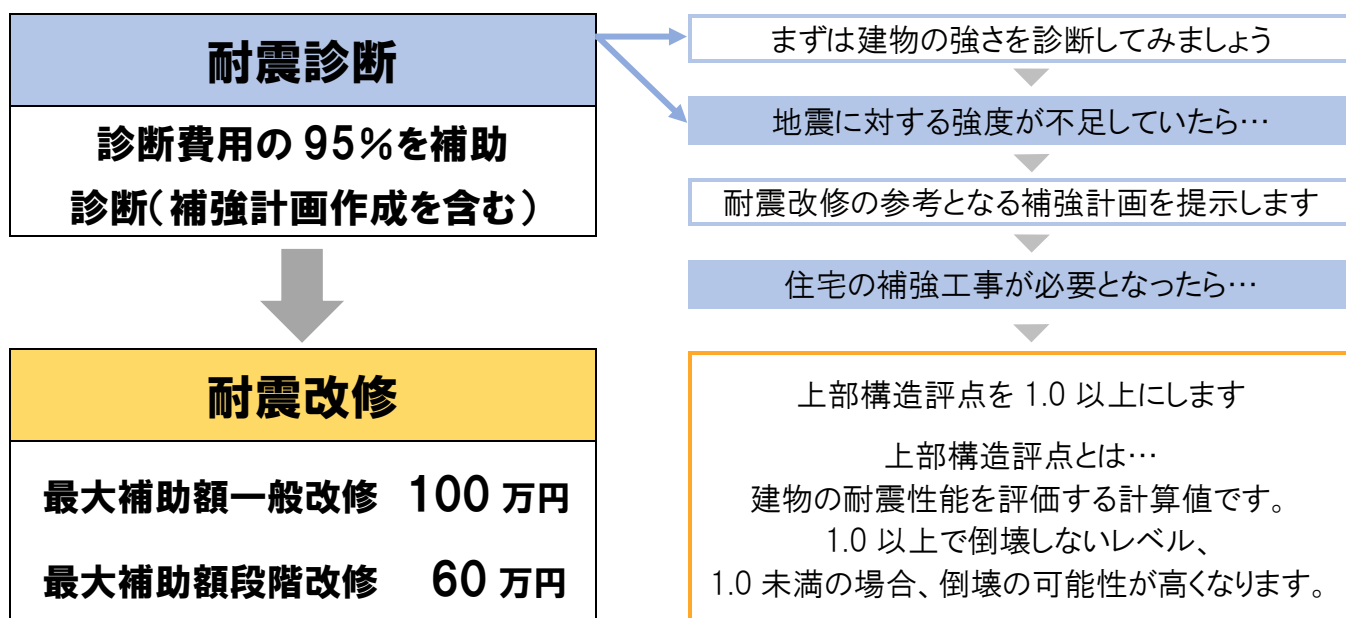 耐震診断
診断費用の 95%を補助
診断(補強計画作成を含む)
耐震改修
最大補助額一般改修 100 万円
最大補助額段階改修 60 万円
まずは建物の強さを診断してみましょう
地震に対する強度が不足していたら…
耐震改修の参考となる補強計画を提示します
住宅の補強工事が必要となったら…
上部構造評点を 1.0 以上にします
上部構造評点とは…
建物の耐震性能を評価する計算値です。
1.0 以上で倒壊しないレベル、
1.0 未満の場合、倒壊の可能性が高くなります。